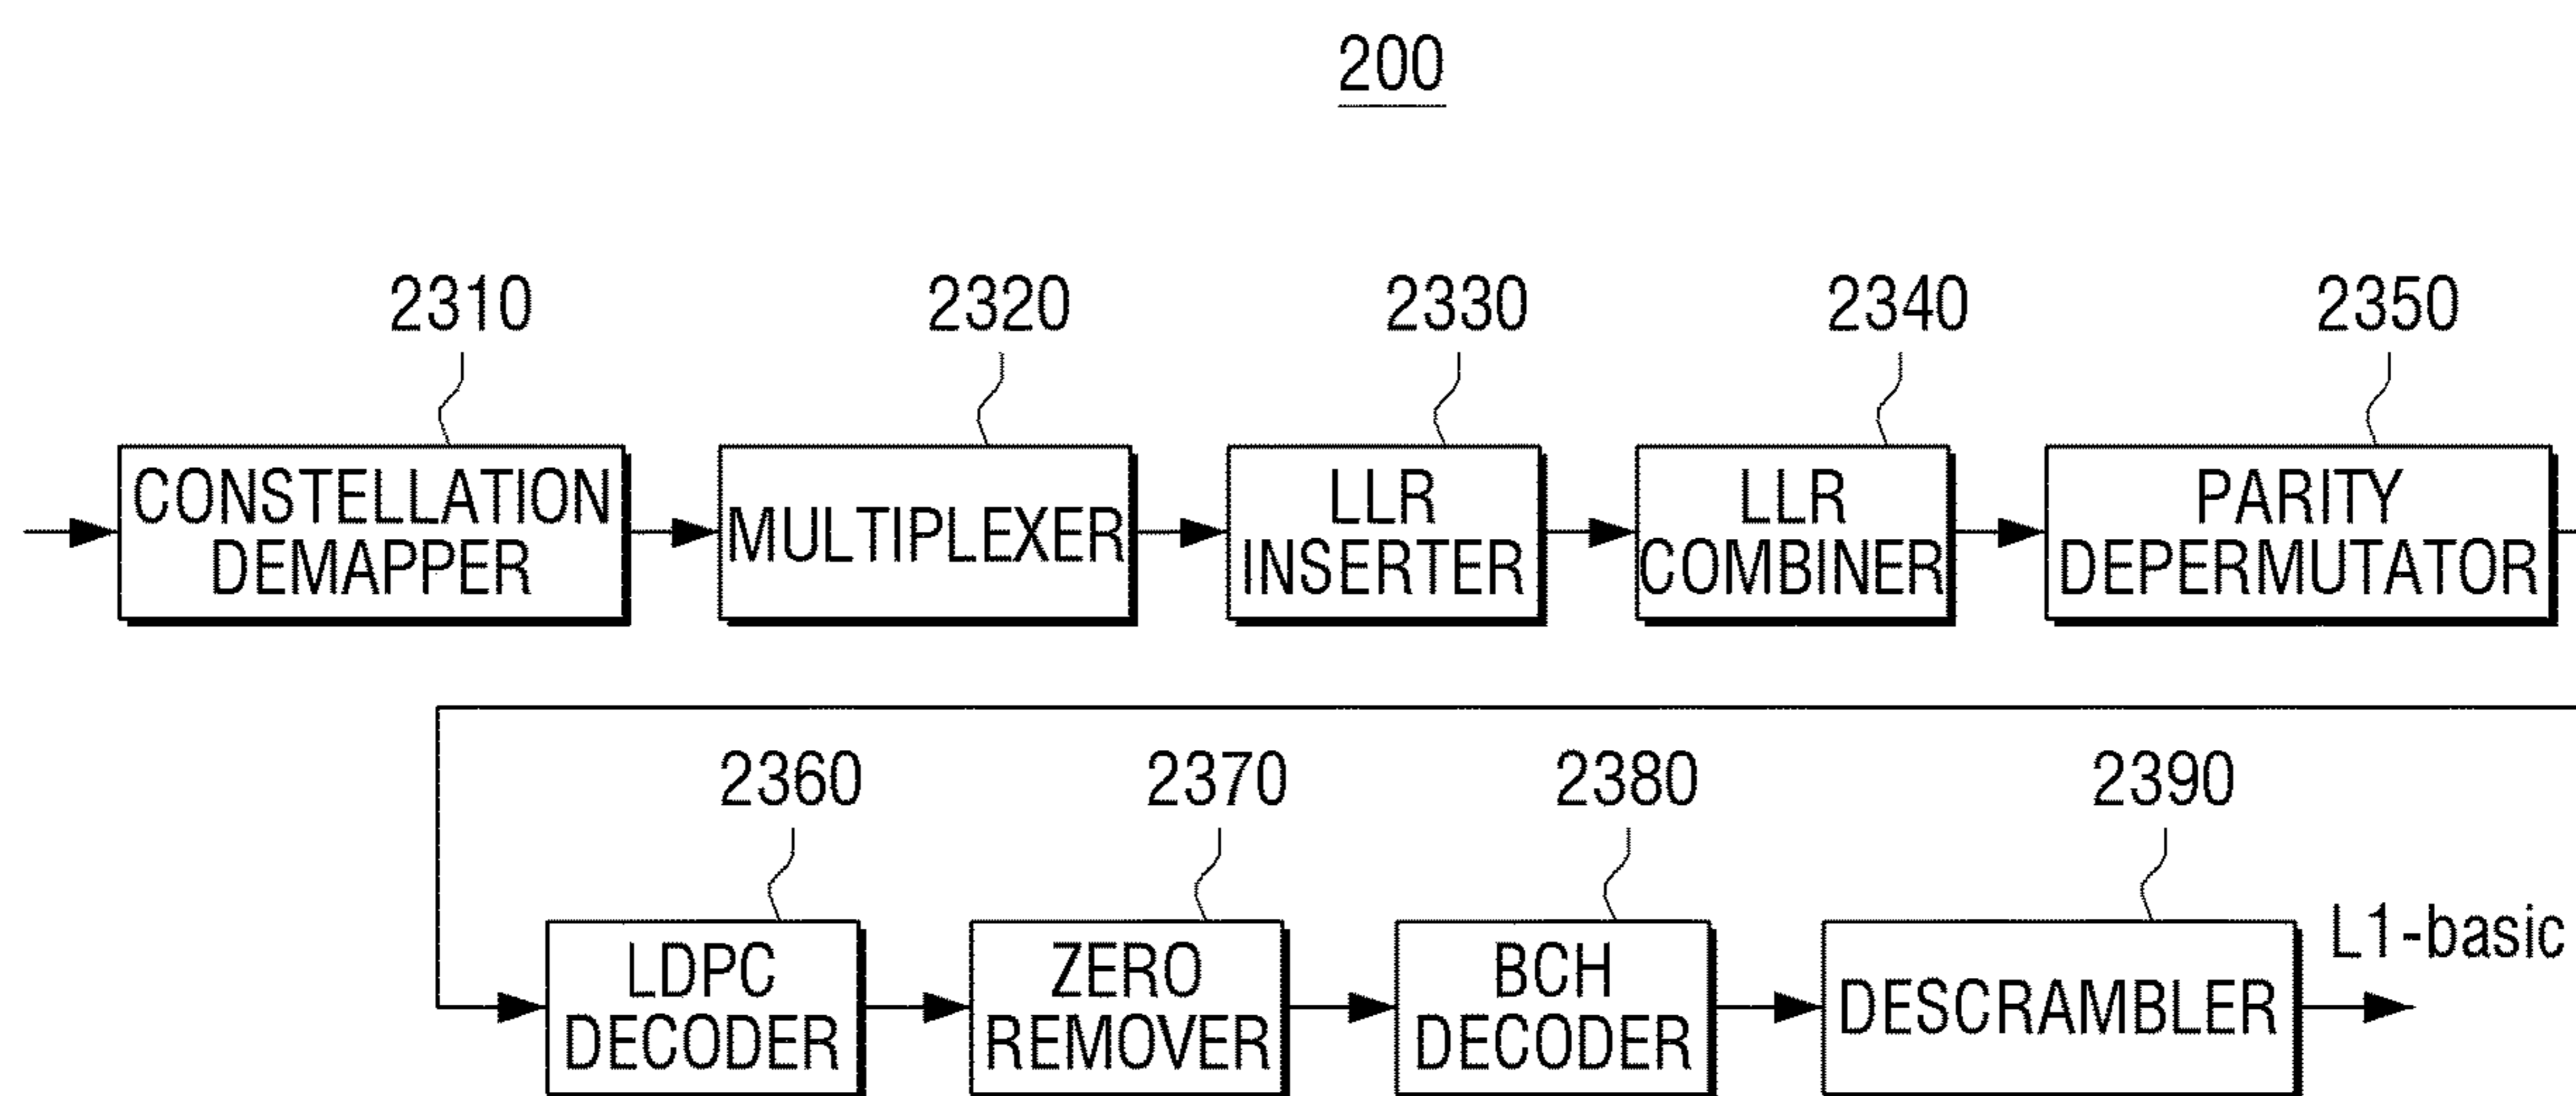 200
2310
2320
2330
2340
2350
CONSTELLATION
DEMAPPER
MULTIPLEXER
LLR
INSERTER
LLR
COMBINER
PARITY
DEPERMUTATOR
2360
2370
2380
2390
LDPC
DECODER
ZERO
REMOVER
BCH
DECODER
DESCRAMBLER
L1-basic